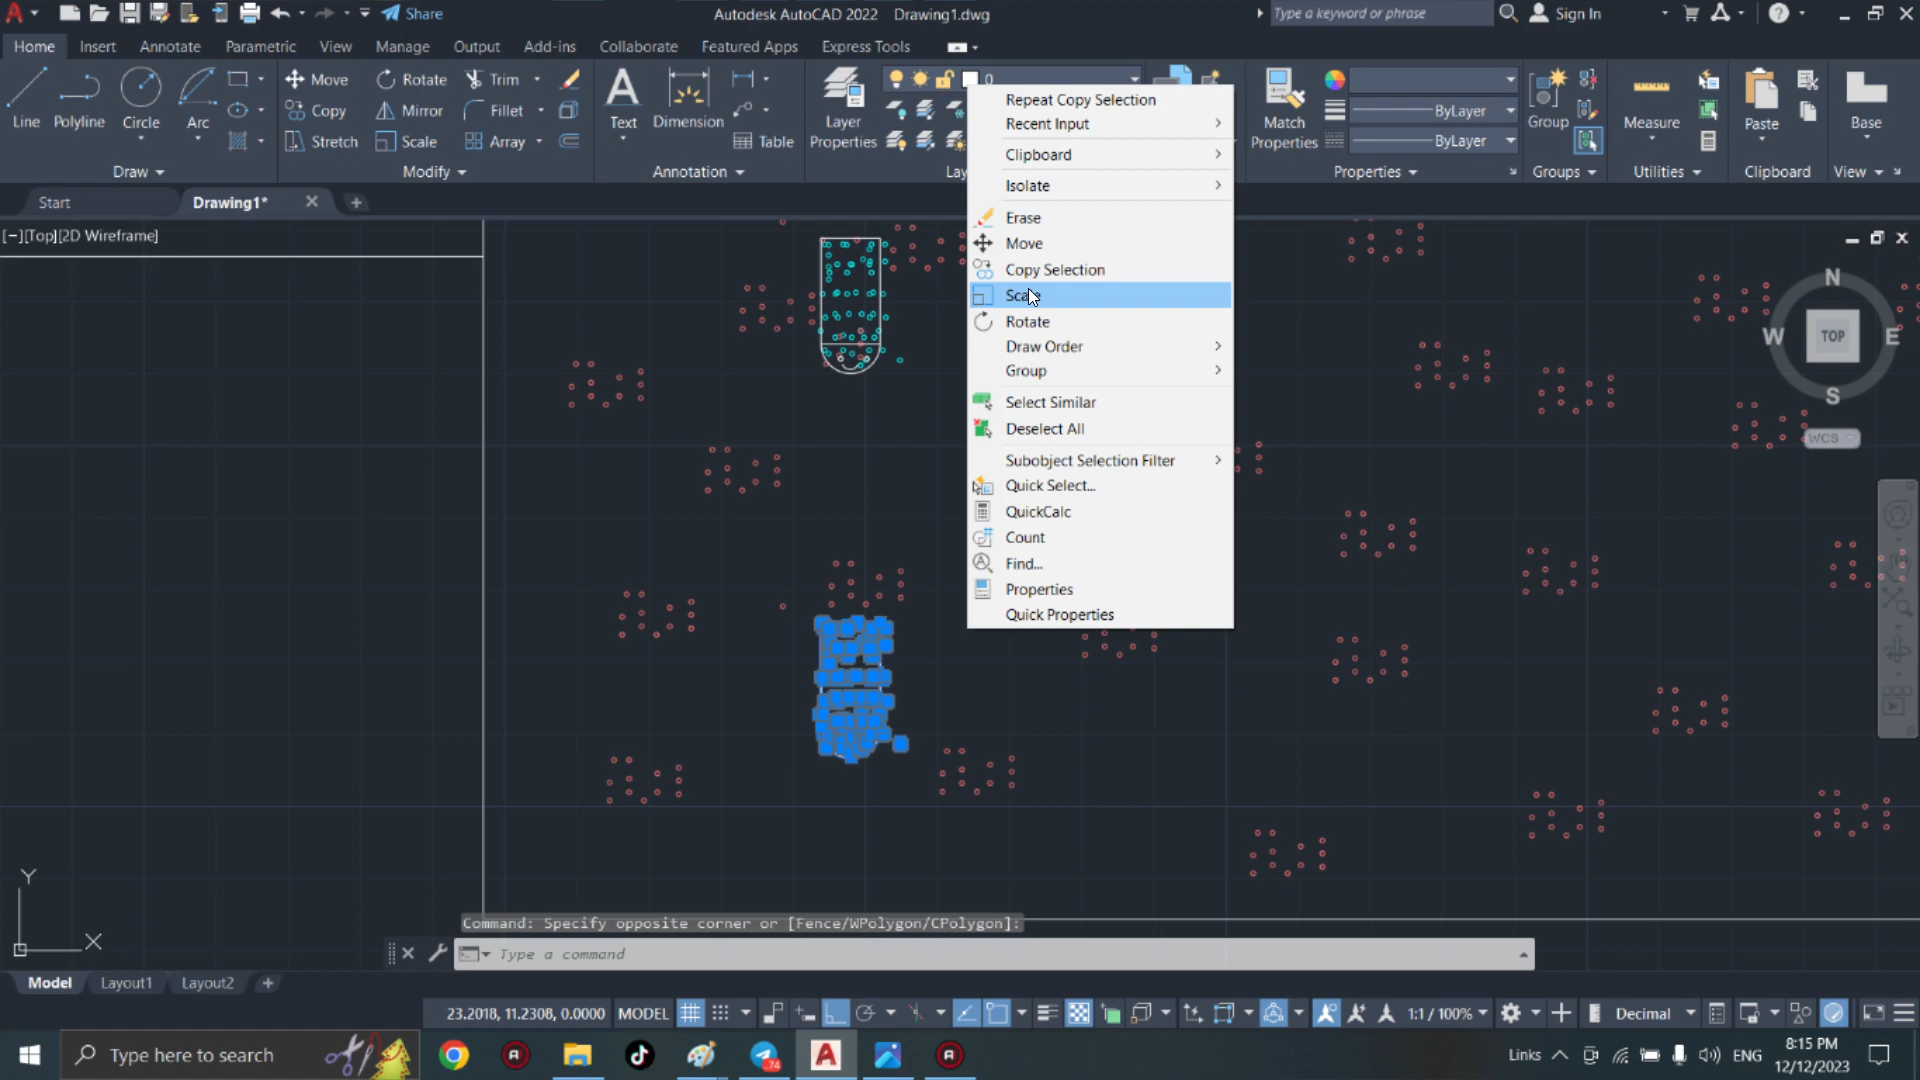 Share
Autodesk AutoCAD 2022 Drawing1.dwg
Type a keyword or phrase
Sign In
Home Insert Annotate Parametric View Manage Output Add-ins Collaborate Featured Apps Express Tools
Line Polyline Circle Arc
Move Rotate Trim
Copy Mirror Fillet
Stretch Scale Array
Text Dimension
Table
Layer
Properties
0
Match
Properties
ByLayer
ByLayer
Group
Measure
Paste
Base
Draw
Modify
Annotation
Lay
Properties
Groups
Utilities
Clipboard
View
Start
Drawing1*
[−][Top][2D Wireframe]
Repeat Copy Selection
Recent Input
Clipboard
Isolate
Erase
Move
Copy Selection
Scale
Rotate
Draw Order
Group
Select Similar
Deselect All
Subobject Selection Filter
Quick Select...
QuickCalc
Count
Find...
Properties
Quick Properties
N
W TOP E
S
WCS
Y
X
Command: Specify opposite corner or [Fence/WPolygon/CPolygon]:
Type a command
Model Layout1 Layout2
23.2018, 11.2308, 0.0000 MODEL
1:1 / 100%
Decimal
Type here to search
74
Links
ENG
8:15 PM
12/12/2023